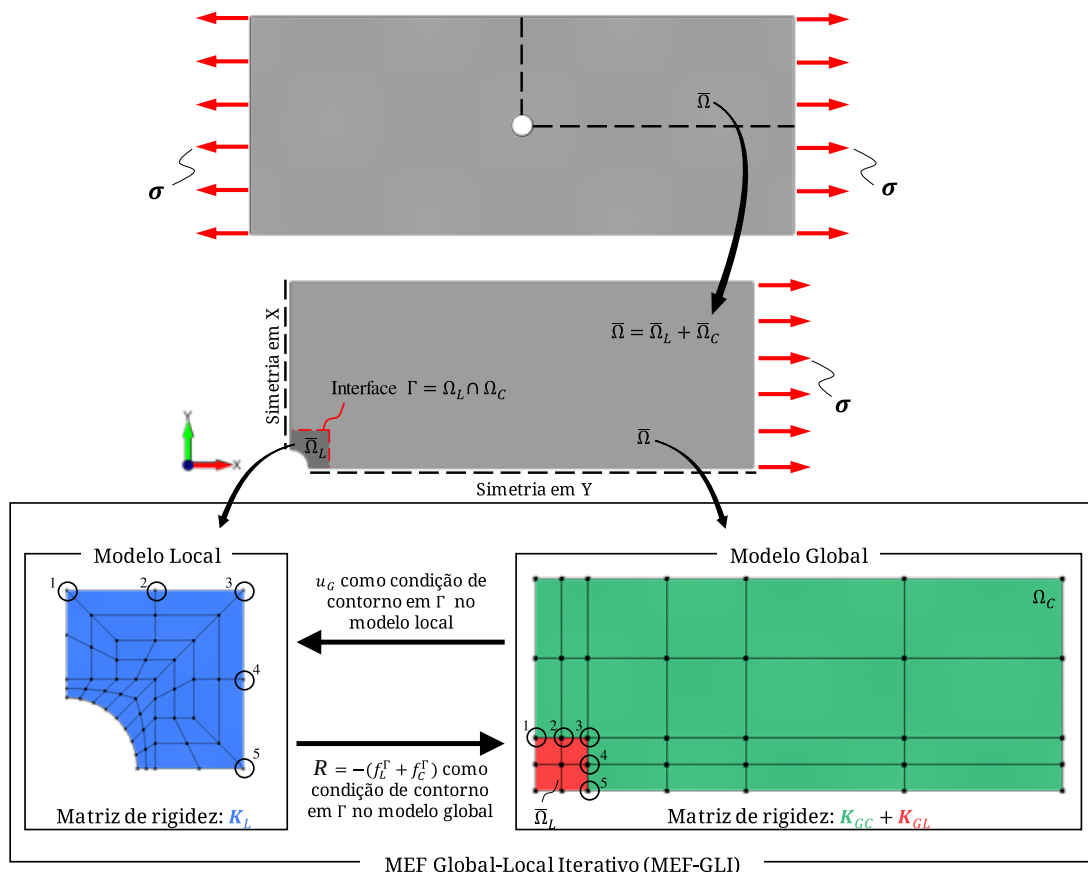 Ω̅
σ
σ
Simetria em X
Ω̅ = Ω̅_L + Ω̅_C
Interface Γ = Ω_L ∩ Ω_C
σ
Y
X
Ω̅_L
Ω̅
Simetria em Y
Modelo Local
1
2
3
4
5
Matriz de rigidez: K_L
u_G como condição de
contorno em Γ no
modelo local
R = −(f_L^Γ + f_C^Γ) como
condição de contorno
em Γ no modelo global
Modelo Global
Ω_C
1
2
3
4
5
Ω̅_L
Matriz de rigidez: K_GC + K_GL
MEF Global-Local Iterativo (MEF-GLI)